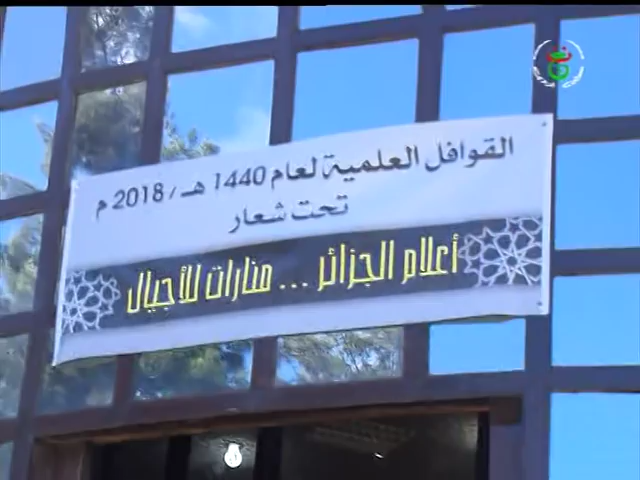 القوافل العلمية لعام 1440 هـ / 2018 م
تحت شعار
أعلام الجزائر ... منارات للأجيال